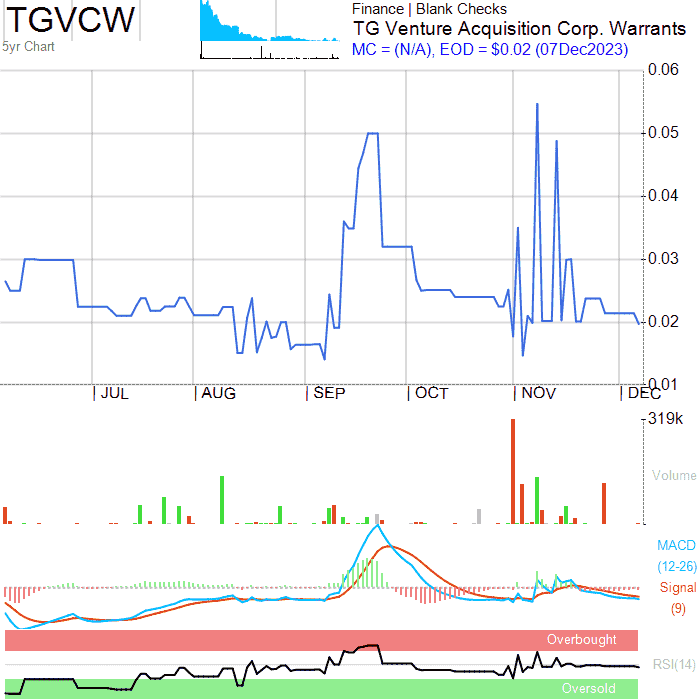 TGVCW
5yr Chart
Finance | Blank Checks
TG Venture Acquisition Corp. Warrants
MC = (N/A), EOD = $0.02 (07Dec2023)
0.06
0.05
0.04
0.03
0.02
0.01
JUL
AUG
SEP
OCT
NOV
DEC
319k
Volume
MACD
(12-26)
Signal
(9)
Overbought
RSI(14)
Oversold